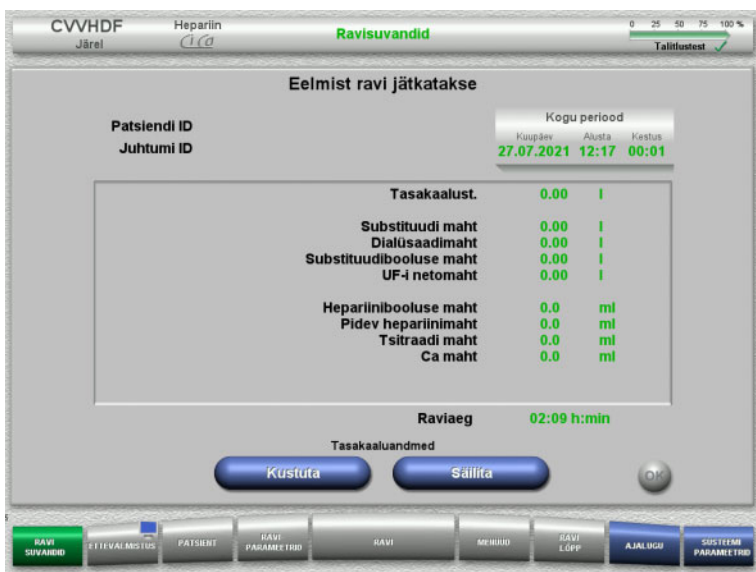 CVVHDF
Järel
Hepariin
Ci Ca
Ravisuvandid
0 25 50 75 100 %
Talitlustest
Eelmist ravi jätkatakse
Patsiendi ID
Juhtumi ID
Kogu periood
Kuupäev Alusta Kestus
27.07.2021 12:17 00:01
Tasakaalust. 0.00 l
Substituudi maht 0.00 l
Dialüsaadimaht 0.00 l
Substituudibooluse maht 0.00 l
UF-i netomaht 0.00 l
Hepariinibooluse maht 0.0 ml
Pidev hepariinimaht 0.0 ml
Tsitraadi maht 0.0 ml
Ca maht 0.0 ml
Raviaeg 02:09 h:min
Tasakaaluandmed
Kustuta Säilita OK
RAVI SUVANDID
ETTEVALMISTUS
PATSIENT
RAVI PARAMEETRID
RAVI
MENUUD
RAVI LÕPP
AJALUGU
SUSTEEMI PARAMEETRID